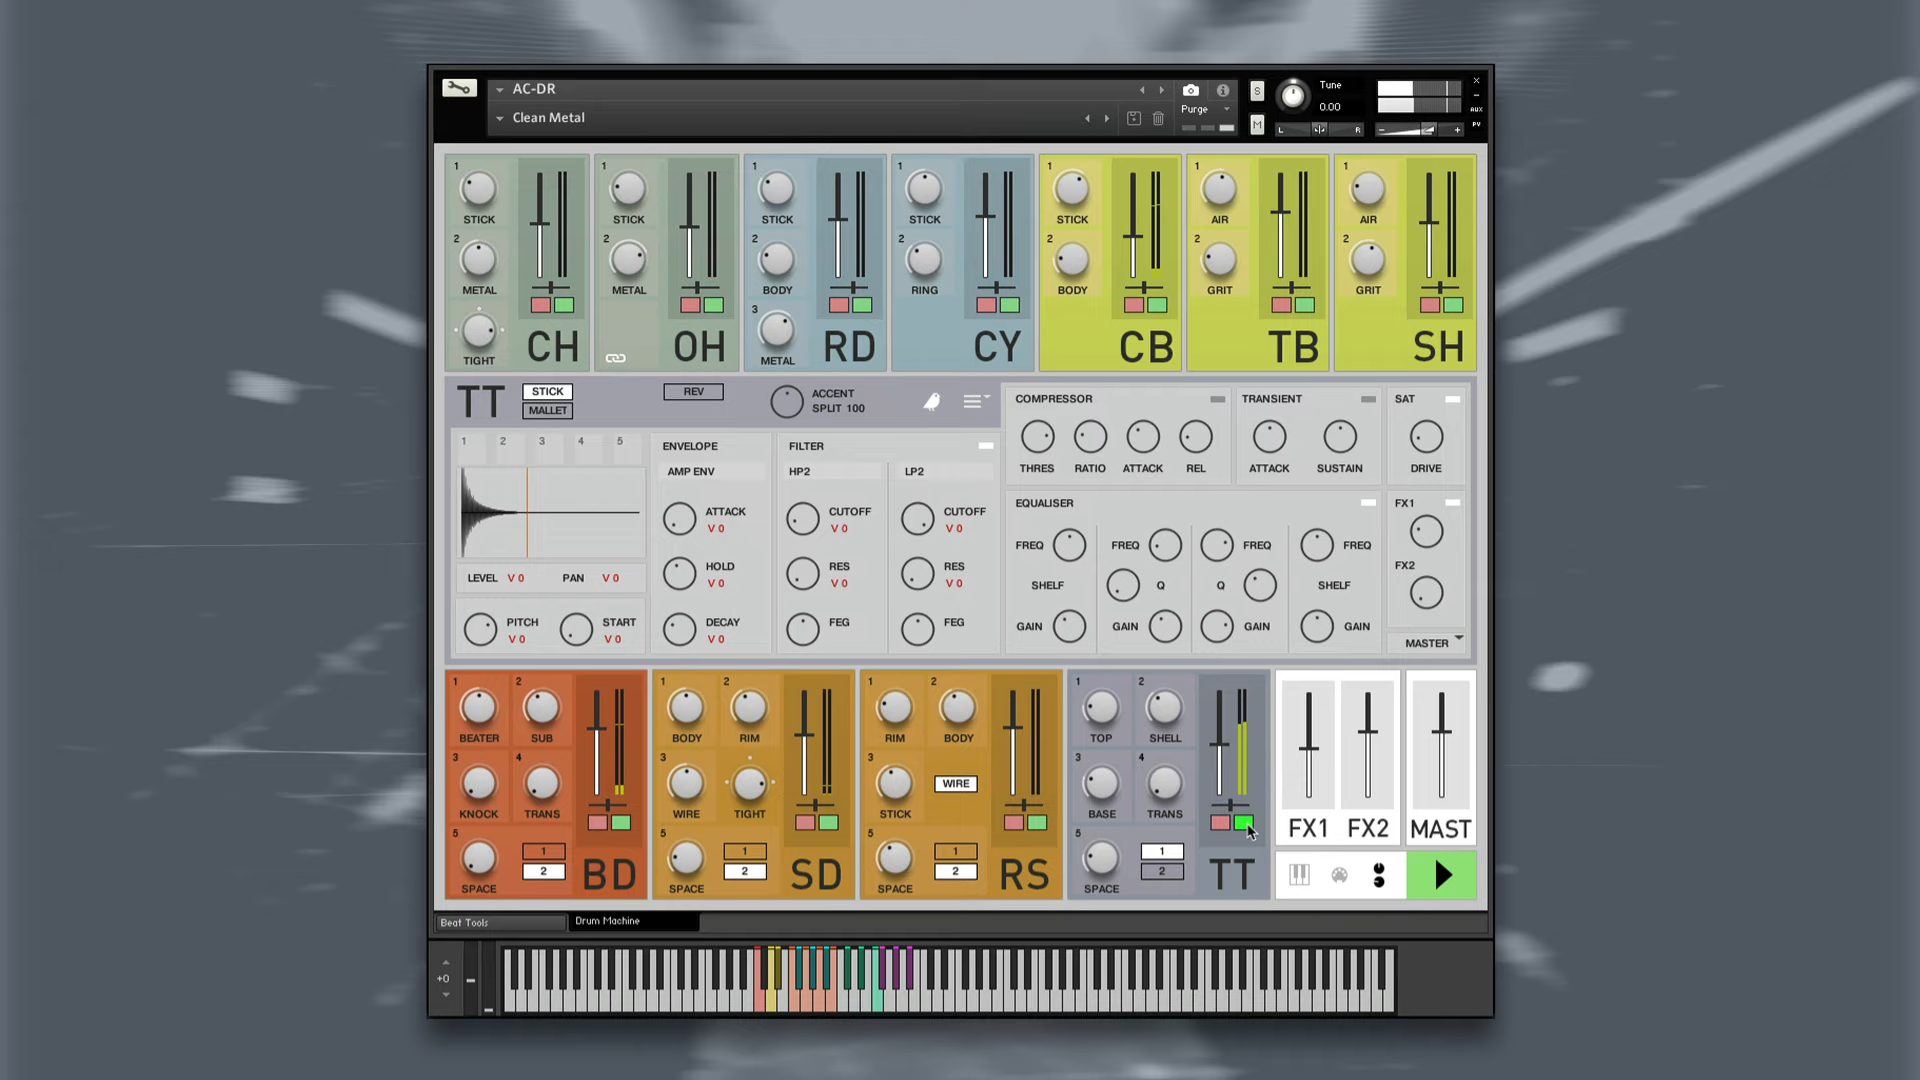 AC-DR
Clean Metal
Purge
S
M
Tune
0.00
L R
- +
×
-
AUX
PV
1 STICK
2 METAL
TIGHT
CH
1 STICK
2 METAL
OH
1 STICK
2 BODY
3 METAL
RD
1 STICK
2 RING
CY
1 STICK
2 BODY
CB
1 AIR
2 GRIT
TB
1 AIR
2 GRIT
SH
TT
STICK
MALLET
REV
ACCENT
SPLIT 100
1 2 3 4 5
LEVEL V 0 PAN V 0
PITCH V 0
START V 0
ENVELOPE
AMP ENV
ATTACK V 0
HOLD V 0
DECAY V 0
FILTER
HP2
CUTOFF V 0
RES V 0
FEG
LP2
CUTOFF V 0
RES V 0
FEG
COMPRESSOR
THRES RATIO ATTACK REL
TRANSIENT
ATTACK SUSTAIN
SAT
DRIVE
EQUALISER
FREQ FREQ FREQ FREQ
SHELF Q Q SHELF
GAIN GAIN GAIN GAIN
FX1
FX2
MASTER
1 BEATER
2 SUB
3 KNOCK
4 TRANS
5 SPACE
1
2
BD
1 BODY
2 RIM
3 WIRE
TIGHT
5 SPACE
1
2
SD
1 RIM
2 BODY
3 STICK
WIRE
5 SPACE
1
2
RS
1 TOP
2 SHELL
3 BASE
4 TRANS
5 SPACE
1
2
TT
FX1 FX2 MAST
Beat Tools Drum Machine
+0